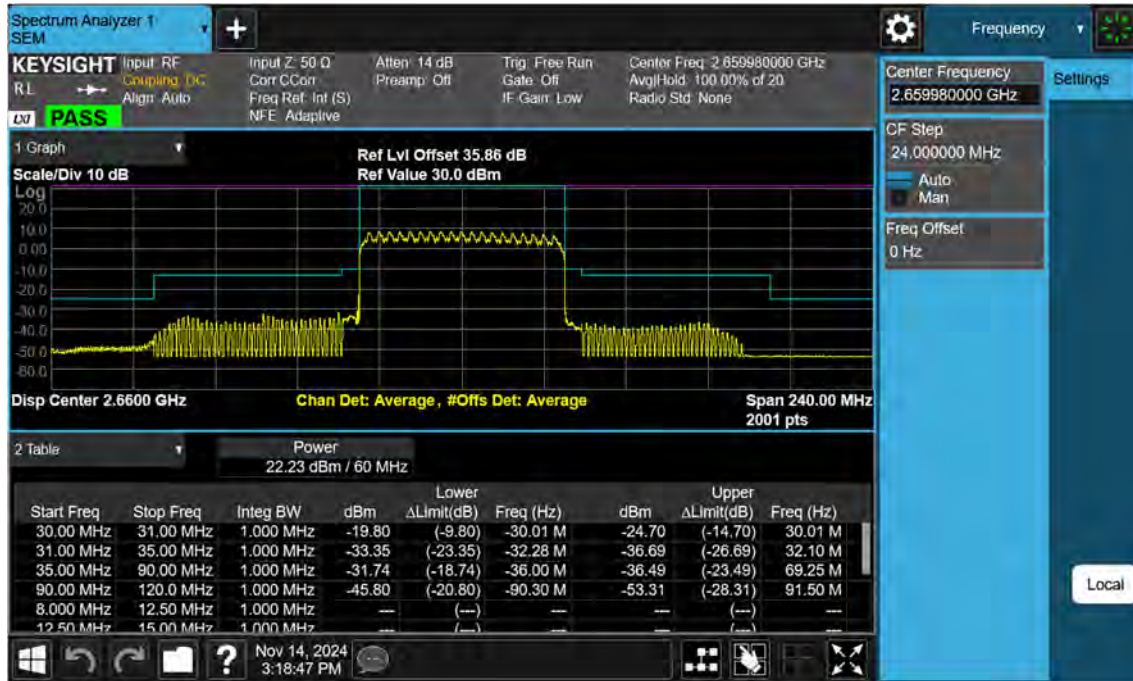 Spectrum Analyzer 1
SEM
Frequency
KEYSIGHT
RL
LXI PASS
Input: RF
Coupling: DC
Align: Auto
Input Z: 50 Ω
Corr CCorr
Freq Ref: Int (S)
NFE: Adaptive
Atten: 14 dB
Preamp: Off
Trig: Free Run
Gate: Off
IF Gain: Low
Center Freq: 2.659980000 GHz
Avg|Hold: 100.00% of 20
Radio Std: None
Center Frequency
2.659980000 GHz
Settings
CF Step
24.000000 MHz
Auto
Man
Freq Offset
0 Hz
Local
1 Graph
Scale/Div 10 dB
Ref Lvl Offset 35.86 dB
Ref Value 30.0 dBm
Log
20.0
10.0
0.00
-10.0
-20.0
-30.0
-40.0
-50.0
-60.0
Disp Center 2.6600 GHz
Chan Det: Average, #Offs Det: Average
Span 240.00 MHz
2001 pts
2 Table
Power
22.23 dBm / 60 MHz
Lower Upper
Start Freq Stop Freq Integ BW dBm ΔLimit(dB) Freq (Hz) dBm ΔLimit(dB) Freq (Hz)
30.00 MHz 31.00 MHz 1.000 MHz -19.80 (-9.80) -30.01 M -24.70 (-14.70) 30.01 M
31.00 MHz 35.00 MHz 1.000 MHz -33.35 (-23.35) -32.28 M -36.69 (-26.69) 32.10 M
35.00 MHz 90.00 MHz 1.000 MHz -31.74 (-18.74) -36.00 M -36.49 (-23.49) 69.25 M
90.00 MHz 120.0 MHz 1.000 MHz -45.80 (-20.80) -90.30 M -53.31 (-28.31) 91.50 M
8.000 MHz 12.50 MHz 1.000 MHz --- (---) --- --- (---) ---
12.50 MHz 15.00 MHz 1.000 MHz --- (---) --- --- (---) ---
?
Nov 14, 2024
3:18:47 PM